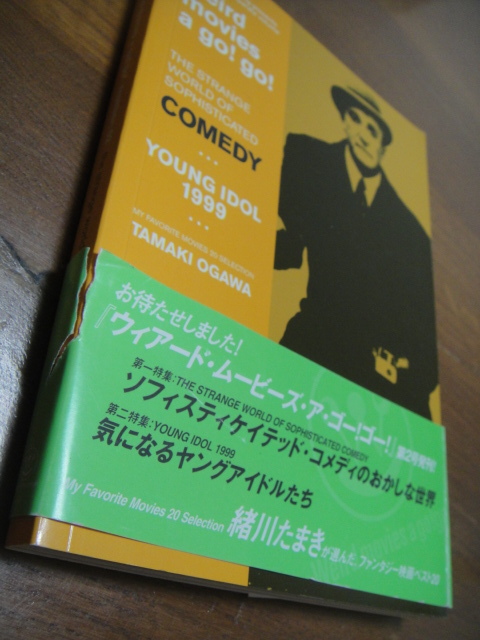 weird
movies
a go! go!
THE STRANGE
WORLD OF
SOPHISTICATED
COMEDY
...
YOUNG IDOL
1999
...
MY FAVORITE MOVIES 20 SELECTION
TAMAKI OGAWA
お待たせしました!
『ウィアード・ムービーズ・ア・ゴー!ゴー!』第2号発刊!
第一特集:THE STRANGE WORLD OF SOPHISTICATED COMEDY
ソフィスティケイテッド・コメディのおかしな世界
第二特集:YOUNG IDOL 1999
気になるヤングアイドルたち
My Favorite Movies 20 Selection 緒川たまきが選んだ、ファンタジー映画ベスト20